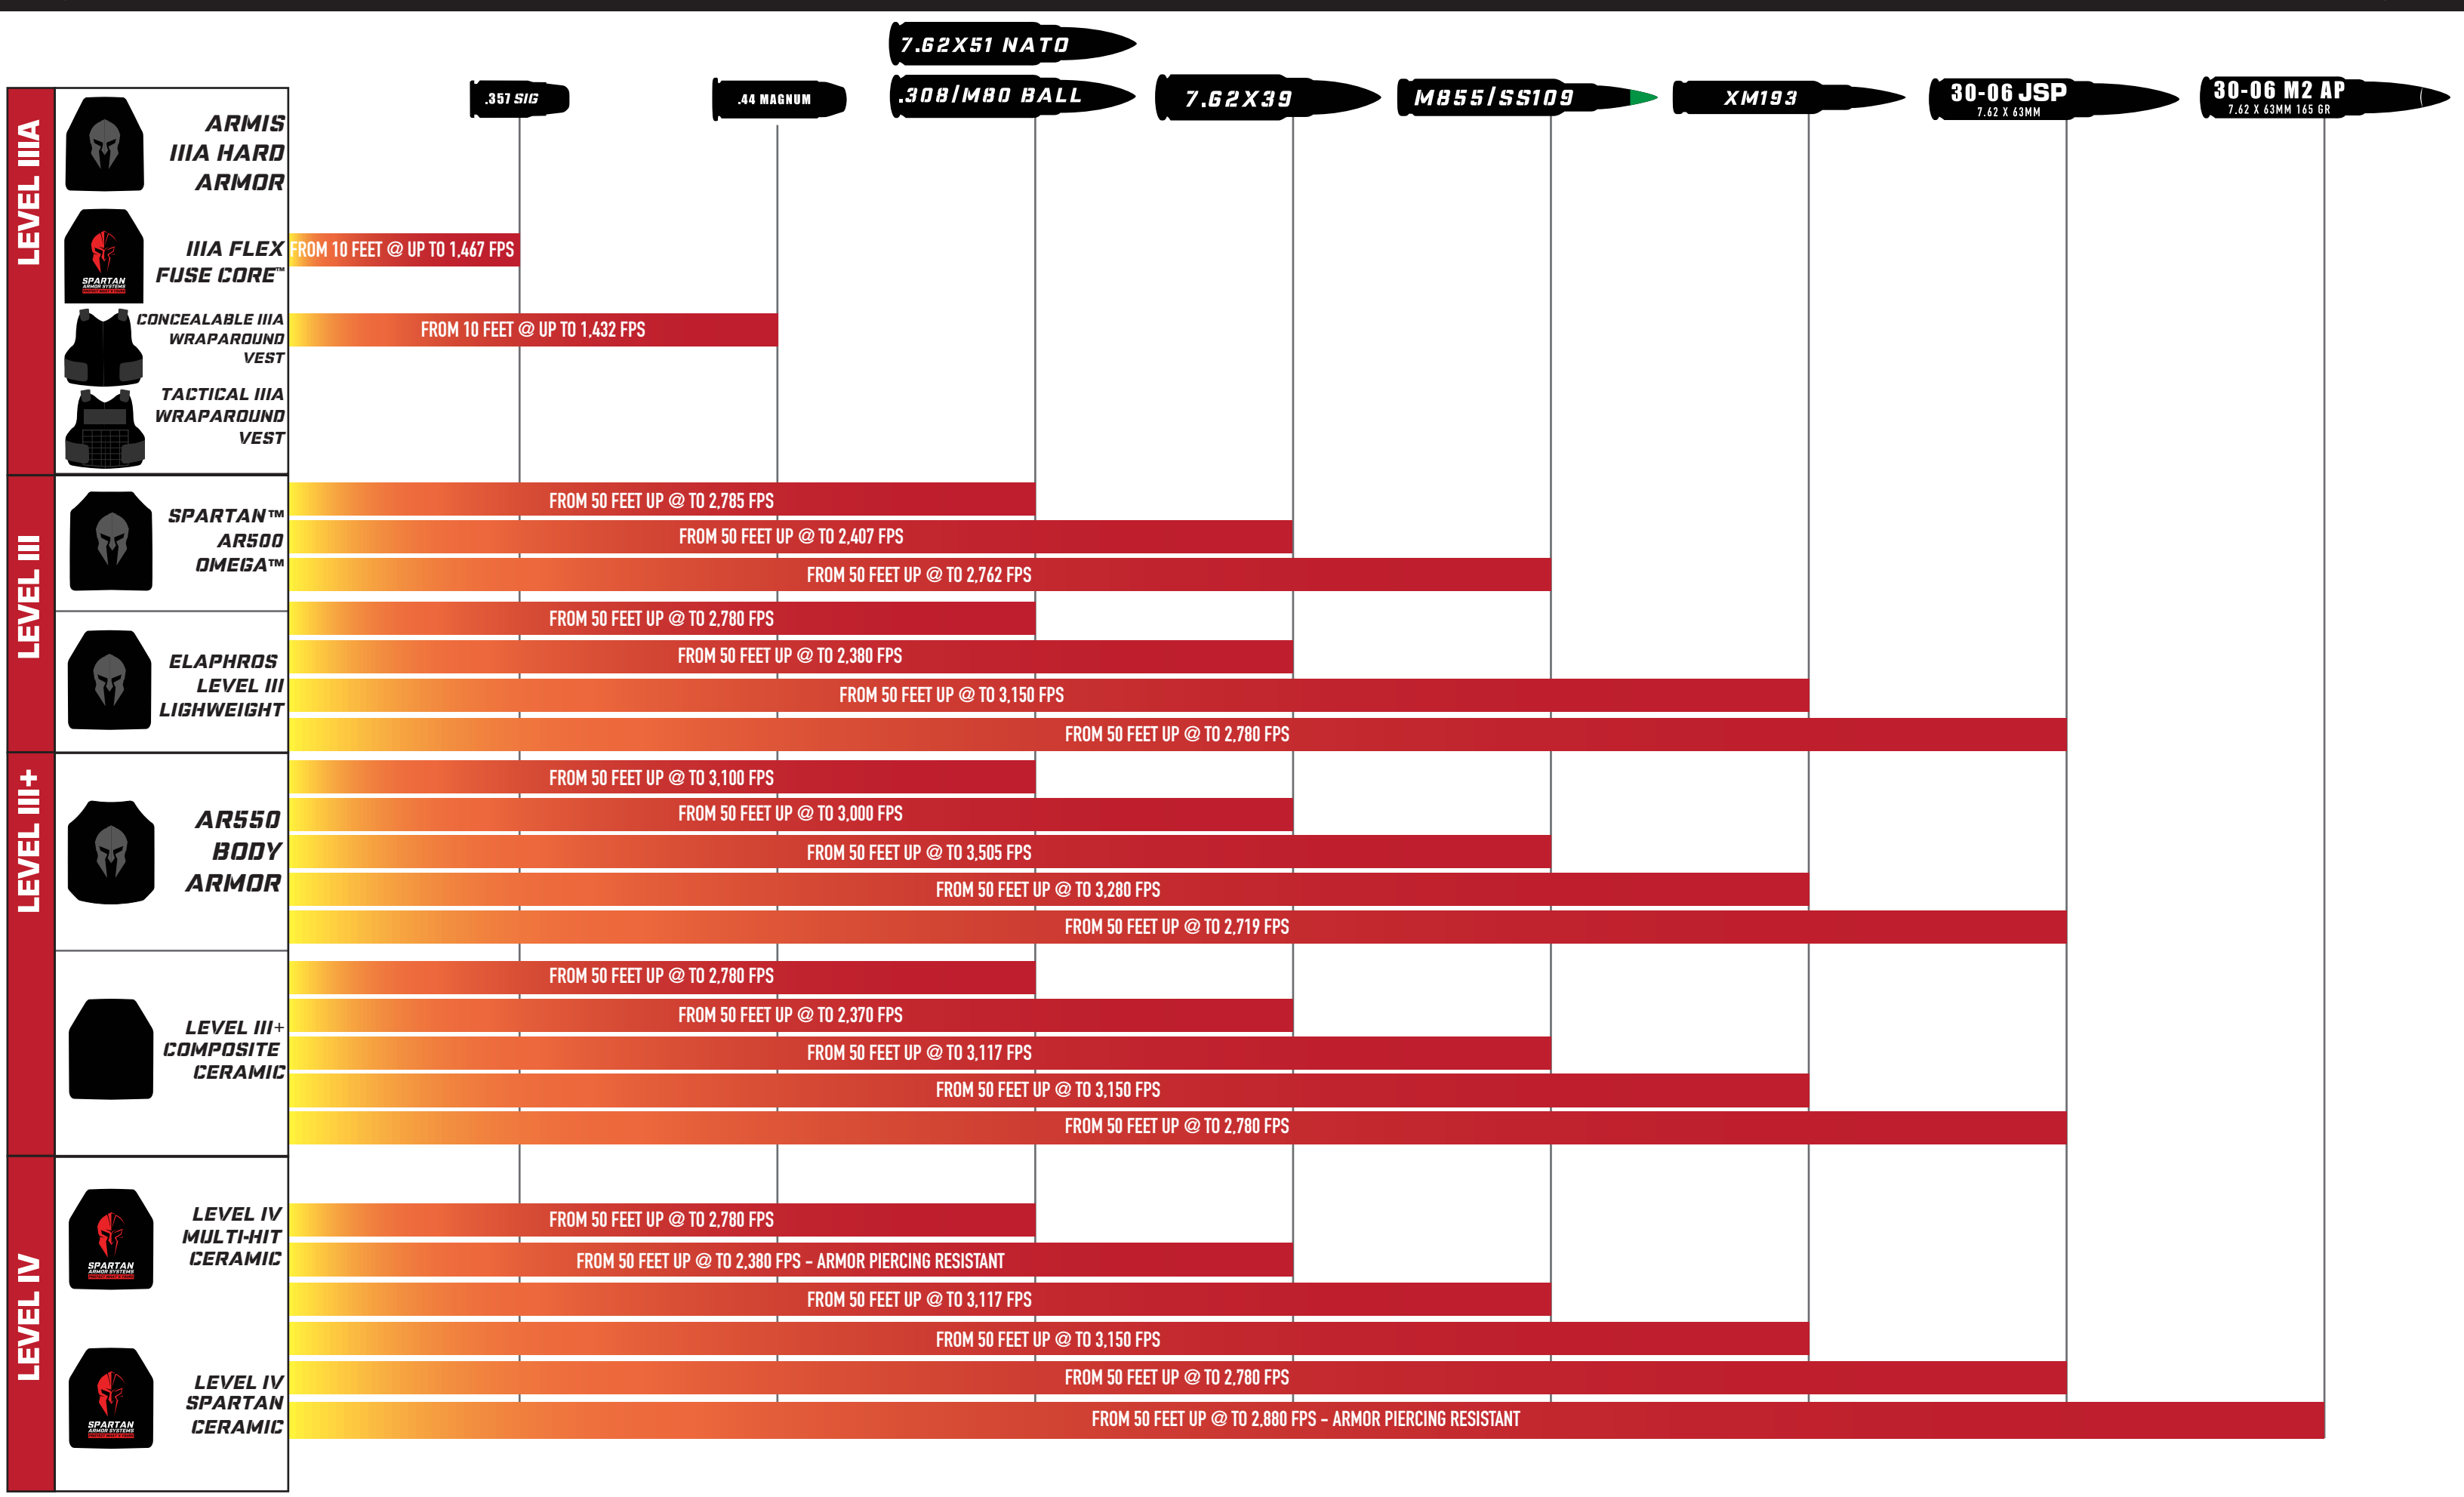 7.62X51 NATO
.357 SIG
.44 MAGNUM
.308/M80 BALL
7.62X39
M855/SS109
XM193
30-06 JSP
7.62 X 63MM
30-06 M2 AP
7.62 X 63MM 165 GR
LEVEL IIIA
ARMIS
IIIA HARD
ARMOR
SPARTAN
ARMOR SYSTEMS
IIIA FLEX
FUSE CORE™
FROM 10 FEET @ UP TO 1,467 FPS
CONCEALABLE IIIA
WRAPAROUND
VEST
FROM 10 FEET @ UP TO 1,432 FPS
TACTICAL IIIA
WRAPAROUND
VEST
LEVEL III
SPARTAN™
AR500
OMEGA™
FROM 50 FEET UP @ TO 2,785 FPS
FROM 50 FEET UP @ TO 2,407 FPS
FROM 50 FEET UP @ TO 2,762 FPS
ELAPHROS
LEVEL III
LIGHWEIGHT
FROM 50 FEET UP @ TO 2,780 FPS
FROM 50 FEET UP @ TO 2,380 FPS
FROM 50 FEET UP @ TO 3,150 FPS
FROM 50 FEET UP @ TO 2,780 FPS
LEVEL III+
AR550
BODY
ARMOR
FROM 50 FEET UP @ TO 3,100 FPS
FROM 50 FEET UP @ TO 3,000 FPS
FROM 50 FEET UP @ TO 3,505 FPS
FROM 50 FEET UP @ TO 3,280 FPS
FROM 50 FEET UP @ TO 2,719 FPS
LEVEL III+
COMPOSITE
CERAMIC
FROM 50 FEET UP @ TO 2,780 FPS
FROM 50 FEET UP @ TO 2,370 FPS
FROM 50 FEET UP @ TO 3,117 FPS
FROM 50 FEET UP @ TO 3,150 FPS
FROM 50 FEET UP @ TO 2,780 FPS
LEVEL IV
SPARTAN
ARMOR SYSTEMS
LEVEL IV
MULTI-HIT
CERAMIC
SPARTAN
ARMOR SYSTEMS
LEVEL IV
SPARTAN
CERAMIC
FROM 50 FEET UP @ TO 2,780 FPS
FROM 50 FEET UP @ TO 2,380 FPS - ARMOR PIERCING RESISTANT
FROM 50 FEET UP @ TO 3,117 FPS
FROM 50 FEET UP @ TO 3,150 FPS
FROM 50 FEET UP @ TO 2,780 FPS
FROM 50 FEET UP @ TO 2,880 FPS - ARMOR PIERCING RESISTANT